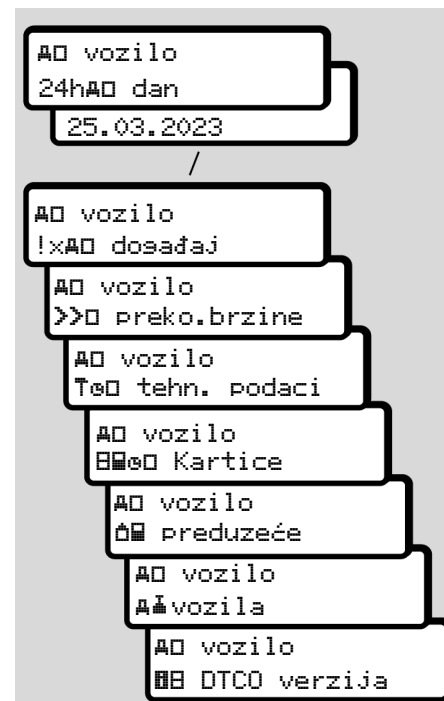 vozilo
24h dan
25.03.2023
/
vozilo
!x događaj
vozilo
>> preko.brzine
vozilo
tehn. podaci
vozilo
Kartice
vozilo
preduzeće
vozilo
vozila
vozilo
DTCO verzija